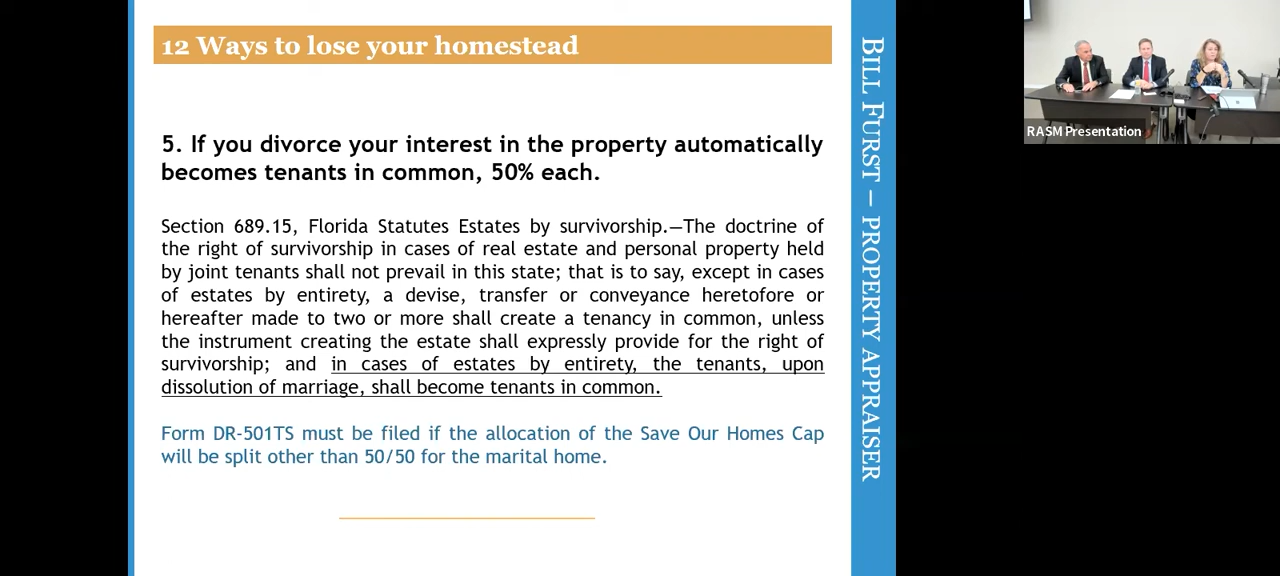 12 Ways to lose your homestead
5. If you divorce your interest in the property automatically
becomes tenants in common, 50% each.
Section 689.15, Florida Statutes Estates by survivorship.—The doctrine of
the right of survivorship in cases of real estate and personal property held
by joint tenants shall not prevail in this state; that is to say, except in cases
of estates by entirety, a devise, transfer or conveyance heretofore or
hereafter made to two or more shall create a tenancy in common, unless
the instrument creating the estate shall expressly provide for the right of
survivorship; and in cases of estates by entirety, the tenants, upon
dissolution of marriage, shall become tenants in common.
Form DR-501TS must be filed if the allocation of the Save Our Homes Cap
will be split other than 50/50 for the marital home.
BILL FURST – PROPERTY APPRAISER
RASM Presentation